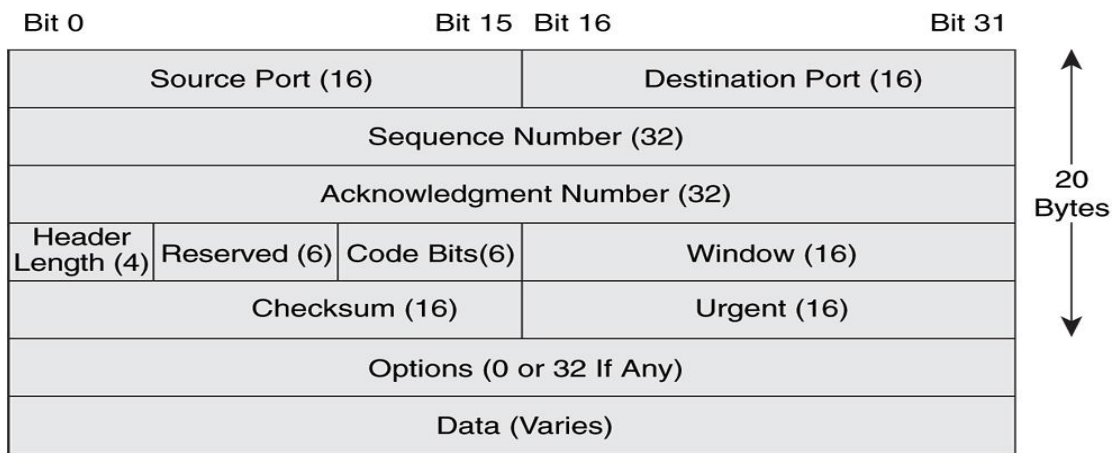 Bit 0 Bit 15 Bit 16 Bit 31
Source Port (16) Destination Port (16)
Sequence Number (32)
Acknowledgment Number (32)
20
Bytes
Header
Length (4) Reserved (6) Code Bits(6) Window (16)
Checksum (16) Urgent (16)
Options (0 or 32 If Any)
Data (Varies)